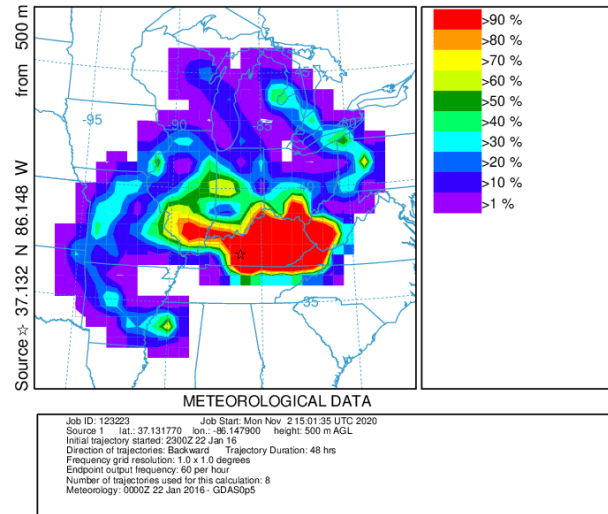 Source ☆ 37.132 N 86.148 W from 500 m
-95
-90
-85
-80
35
>90 %
>80 %
>70 %
>60 %
>50 %
>40 %
>30 %
>20 %
>10 %
>1 %
METEOROLOGICAL DATA
Job ID: 123223 Job Start: Mon Nov 2 15:01:35 UTC 2020
Source 1 lat.: 37.131770 lon.: -86.147900 height: 500 m AGL
Initial trajectory started: 2300Z 22 Jan 16
Direction of trajectories: Backward Trajectory Duration: 48 hrs
Frequency grid resolution: 1.0 x 1.0 degrees
Endpoint output frequency: 60 per hour
Number of trajectories used for this calculation: 8
Meteorology: 0000Z 22 Jan 2016 - GDAS0p5